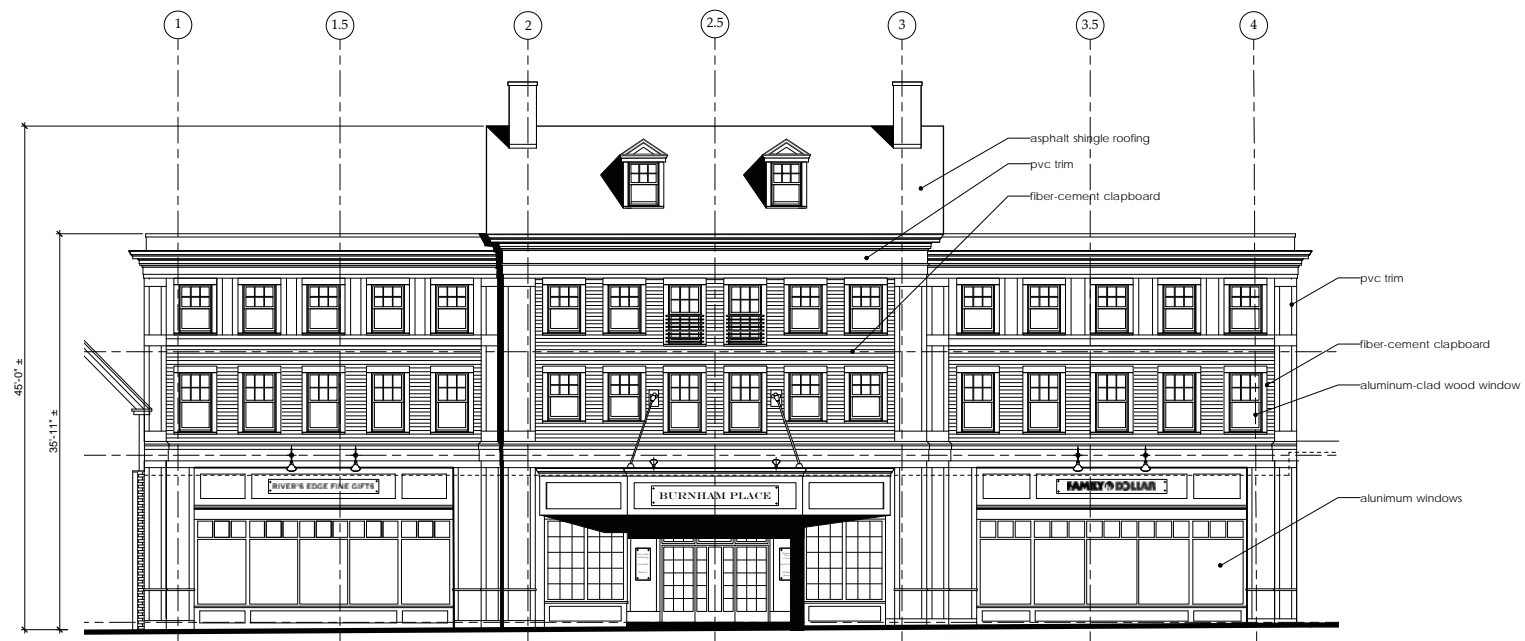 1 1.5 2 2.5 3 3.5 4
asphalt shingle roofing
pvc trim
fiber-cement clapboard
pvc trim
fiber-cement clapboard
aluminum-clad wood window
45'-0" ±
35'-11" ±
RIVER'S EDGE FINE GIFTS
BURNHAM PLACE
FAMILY DOLLAR
alunimum windows